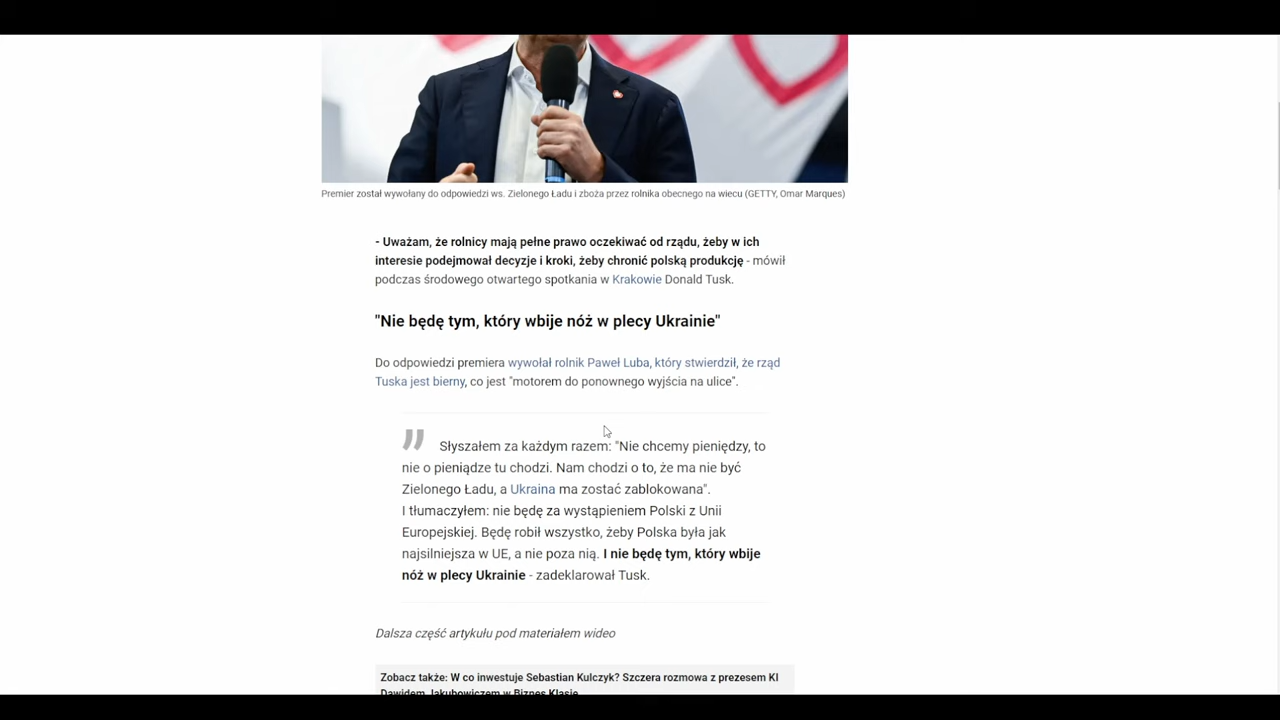 Premier został wywołany do odpowiedzi ws. Zielonego Ładu i zboża przez rolnika obecnego na wiecu (GETTY, Omar Marques)
- Uważam, że rolnicy mają pełne prawo oczekiwać od rządu, żeby w ich
interesie podejmował decyzje i kroki, żeby chronić polską produkcję - mówił
podczas środowego otwartego spotkania w Krakowie Donald Tusk.
"Nie będę tym, który wbije nóż w plecy Ukrainie"
Do odpowiedzi premiera wywołał rolnik Paweł Luba, który stwierdził, że rząd
Tuska jest bierny, co jest "motorem do ponownego wyjścia na ulice".
" Słyszałem za każdym razem: "Nie chcemy pieniędzy, to
nie o pieniądze tu chodzi. Nam chodzi o to, że ma nie być
Zielonego Ładu, a Ukraina ma zostać zablokowana".
I tłumaczyłem: nie będę za wystąpieniem Polski z Unii
Europejskiej. Będę robił wszystko, żeby Polska była jak
najsilniejsza w UE, a nie poza nią. I nie będę tym, który wbije
nóż w plecy Ukrainie - zadeklarował Tusk.
Dalsza część artykułu pod materiałem wideo
Zobacz także: W co inwestuje Sebastian Kulczyk? Szczera rozmowa z prezesem KI
Dawidem Jakubowiczem w Biznes Klasie